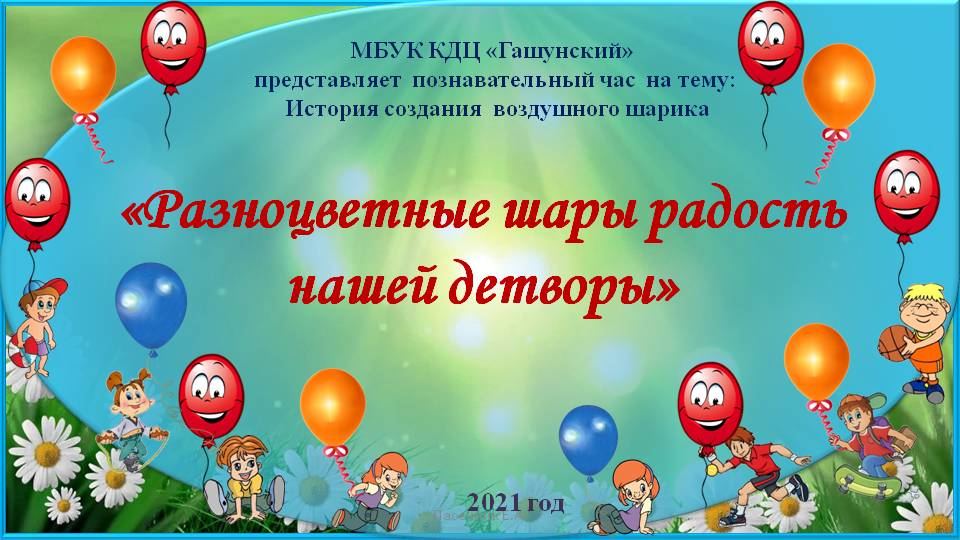 МБУК КДЦ «Гашунский»
представляет познавательный час на тему:
История создания воздушного шарика
«Разноцветные шары радость
нашей детворы»
2021 год